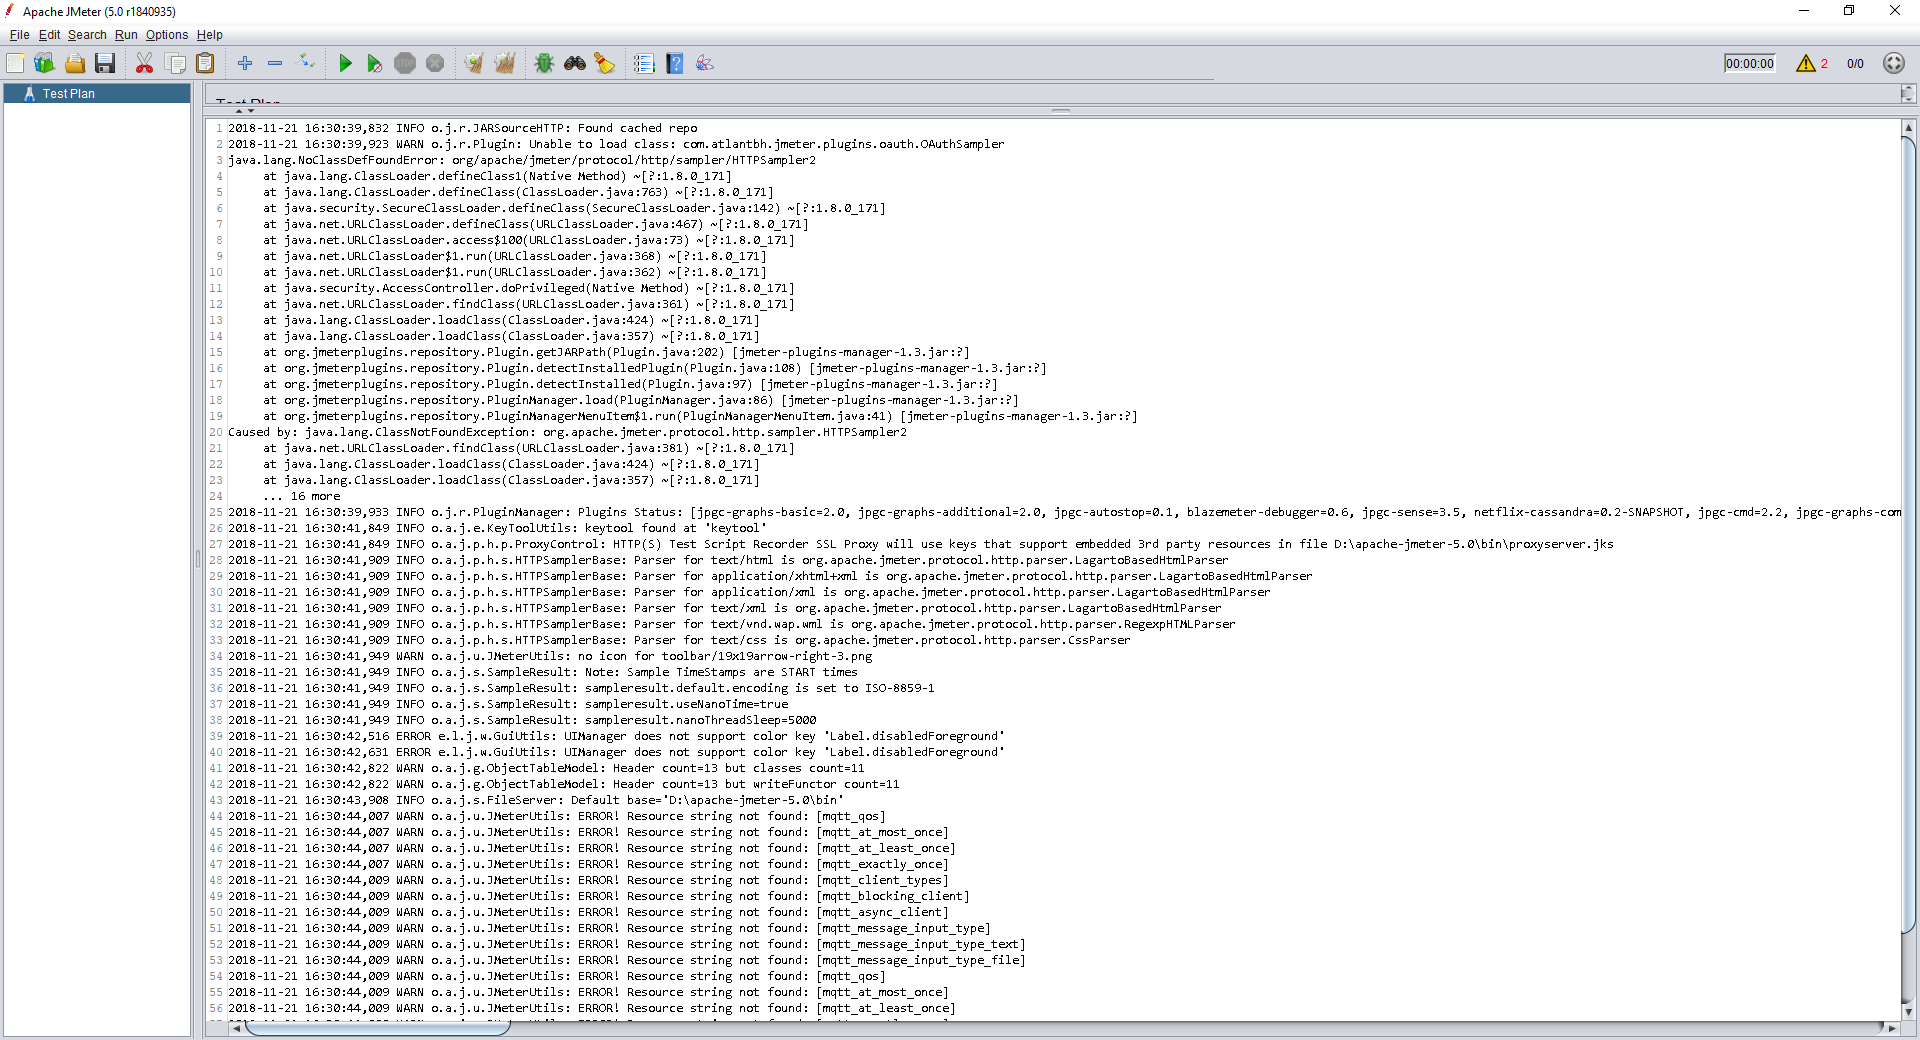 Apache JMeter (5.0 r1840935)
File Edit Search Run Options Help
00:00:00 2 0/0
Test Plan
Test Plan
1 2018-11-21 16:30:39,832 INFO o.j.r.JARSourceHTTP: Found cached repo
2 2018-11-21 16:30:39,923 WARN o.j.r.Plugin: Unable to load class: com.atlantbh.jmeter.plugins.oauth.OAuthSampler
3 java.lang.NoClassDefFoundError: org/apache/jmeter/protocol/http/sampler/HTTPSampler2
4 at java.lang.ClassLoader.defineClass1(Native Method) ~[?:1.8.0_171]
5 at java.lang.ClassLoader.defineClass(ClassLoader.java:763) ~[?:1.8.0_171]
6 at java.security.SecureClassLoader.defineClass(SecureClassLoader.java:142) ~[?:1.8.0_171]
7 at java.net.URLClassLoader.defineClass(URLClassLoader.java:467) ~[?:1.8.0_171]
8 at java.net.URLClassLoader.access$100(URLClassLoader.java:73) ~[?:1.8.0_171]
9 at java.net.URLClassLoader$1.run(URLClassLoader.java:368) ~[?:1.8.0_171]
10 at java.net.URLClassLoader$1.run(URLClassLoader.java:362) ~[?:1.8.0_171]
11 at java.security.AccessController.doPrivileged(Native Method) ~[?:1.8.0_171]
12 at java.net.URLClassLoader.findClass(URLClassLoader.java:361) ~[?:1.8.0_171]
13 at java.lang.ClassLoader.loadClass(ClassLoader.java:424) ~[?:1.8.0_171]
14 at java.lang.ClassLoader.loadClass(ClassLoader.java:357) ~[?:1.8.0_171]
15 at org.jmeterplugins.repository.Plugin.getJARPath(Plugin.java:202) [jmeter-plugins-manager-1.3.jar:?]
16 at org.jmeterplugins.repository.Plugin.detectInstalledPlugin(Plugin.java:108) [jmeter-plugins-manager-1.3.jar:?]
17 at org.jmeterplugins.repository.Plugin.detectInstalled(Plugin.java:97) [jmeter-plugins-manager-1.3.jar:?]
18 at org.jmeterplugins.repository.PluginManager.load(PluginManager.java:86) [jmeter-plugins-manager-1.3.jar:?]
19 at org.jmeterplugins.repository.PluginManagerMenuItem$1.run(PluginManagerMenuItem.java:41) [jmeter-plugins-manager-1.3.jar:?]
20 Caused by: java.lang.ClassNotFoundException: org.apache.jmeter.protocol.http.sampler.HTTPSampler2
21 at java.net.URLClassLoader.findClass(URLClassLoader.java:381) ~[?:1.8.0_171]
22 at java.lang.ClassLoader.loadClass(ClassLoader.java:424) ~[?:1.8.0_171]
23 at java.lang.ClassLoader.loadClass(ClassLoader.java:357) ~[?:1.8.0_171]
24 ... 16 more
25 2018-11-21 16:30:39,933 INFO o.j.r.PluginManager: Plugins Status: [jpgc-graphs-basic=2.0, jpgc-graphs-additional=2.0, jpgc-autostop=0.1, blazemeter-debugger=0.6, jpgc-sense=3.5, netflix-cassandra=0.2-SNAPSHOT, jpgc-cmd=2.2, jpgc-graphs-com
26 2018-11-21 16:30:41,849 INFO o.a.j.e.KeyToolUtils: keytool found at 'keytool'
27 2018-11-21 16:30:41,849 INFO o.a.j.p.h.p.ProxyControl: HTTP(S) Test Script Recorder SSL Proxy will use keys that support embedded 3rd party resources in file D:\apache-jmeter-5.0\bin\proxyserver.jks
28 2018-11-21 16:30:41,909 INFO o.a.j.p.h.s.HTTPSamplerBase: Parser for text/html is org.apache.jmeter.protocol.http.parser.LagartoBasedHtmlParser
29 2018-11-21 16:30:41,909 INFO o.a.j.p.h.s.HTTPSamplerBase: Parser for application/xhtml+xml is org.apache.jmeter.protocol.http.parser.LagartoBasedHtmlParser
30 2018-11-21 16:30:41,909 INFO o.a.j.p.h.s.HTTPSamplerBase: Parser for application/xml is org.apache.jmeter.protocol.http.parser.LagartoBasedHtmlParser
31 2018-11-21 16:30:41,909 INFO o.a.j.p.h.s.HTTPSamplerBase: Parser for text/xml is org.apache.jmeter.protocol.http.parser.LagartoBasedHtmlParser
32 2018-11-21 16:30:41,909 INFO o.a.j.p.h.s.HTTPSamplerBase: Parser for text/vnd.wap.wml is org.apache.jmeter.protocol.http.parser.RegexpHTMLParser
33 2018-11-21 16:30:41,909 INFO o.a.j.p.h.s.HTTPSamplerBase: Parser for text/css is org.apache.jmeter.protocol.http.parser.CssParser
34 2018-11-21 16:30:41,949 WARN o.a.j.u.JMeterUtils: no icon for toolbar/19x19arrow-right-3.png
35 2018-11-21 16:30:41,949 INFO o.a.j.s.SampleResult: Note: Sample TimeStamps are START times
36 2018-11-21 16:30:41,949 INFO o.a.j.s.SampleResult: sampleresult.default.encoding is set to ISO-8859-1
37 2018-11-21 16:30:41,949 INFO o.a.j.s.SampleResult: sampleresult.useNanoTime=true
38 2018-11-21 16:30:41,949 INFO o.a.j.s.SampleResult: sampleresult.nanoThreadSleep=5000
39 2018-11-21 16:30:42,516 ERROR e.l.j.w.GuiUtils: UIManager does not support color key 'Label.disabledForeground'
40 2018-11-21 16:30:42,631 ERROR e.l.j.w.GuiUtils: UIManager does not support color key 'Label.disabledForeground'
41 2018-11-21 16:30:42,822 WARN o.a.j.g.ObjectTableModel: Header count=13 but classes count=11
42 2018-11-21 16:30:42,822 WARN o.a.j.g.ObjectTableModel: Header count=13 but writeFunctor count=11
43 2018-11-21 16:30:43,908 INFO o.a.j.s.FileServer: Default base='D:\apache-jmeter-5.0\bin'
44 2018-11-21 16:30:44,007 WARN o.a.j.u.JMeterUtils: ERROR! Resource string not found: [mqtt_qos]
45 2018-11-21 16:30:44,007 WARN o.a.j.u.JMeterUtils: ERROR! Resource string not found: [mqtt_at_most_once]
46 2018-11-21 16:30:44,007 WARN o.a.j.u.JMeterUtils: ERROR! Resource string not found: [mqtt_at_least_once]
47 2018-11-21 16:30:44,007 WARN o.a.j.u.JMeterUtils: ERROR! Resource string not found: [mqtt_exactly_once]
48 2018-11-21 16:30:44,009 WARN o.a.j.u.JMeterUtils: ERROR! Resource string not found: [mqtt_client_types]
49 2018-11-21 16:30:44,009 WARN o.a.j.u.JMeterUtils: ERROR! Resource string not found: [mqtt_blocking_client]
50 2018-11-21 16:30:44,009 WARN o.a.j.u.JMeterUtils: ERROR! Resource string not found: [mqtt_async_client]
51 2018-11-21 16:30:44,009 WARN o.a.j.u.JMeterUtils: ERROR! Resource string not found: [mqtt_message_input_type]
52 2018-11-21 16:30:44,009 WARN o.a.j.u.JMeterUtils: ERROR! Resource string not found: [mqtt_message_input_type_text]
53 2018-11-21 16:30:44,009 WARN o.a.j.u.JMeterUtils: ERROR! Resource string not found: [mqtt_message_input_type_file]
54 2018-11-21 16:30:44,009 WARN o.a.j.u.JMeterUtils: ERROR! Resource string not found: [mqtt_qos]
55 2018-11-21 16:30:44,009 WARN o.a.j.u.JMeterUtils: ERROR! Resource string not found: [mqtt_at_most_once]
56 2018-11-21 16:30:44,009 WARN o.a.j.u.JMeterUtils: ERROR! Resource string not found: [mqtt_at_least_once]